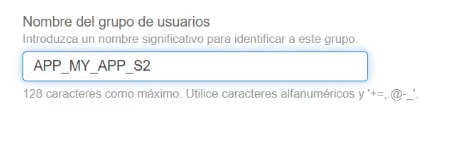 Nombre del grupo de usuarios
Introduzca un nombre significativo para identificar a este grupo.
APP_MY_APP_S2
128 caracteres como máximo. Utilice caracteres alfanuméricos y '+=,.@-_'.